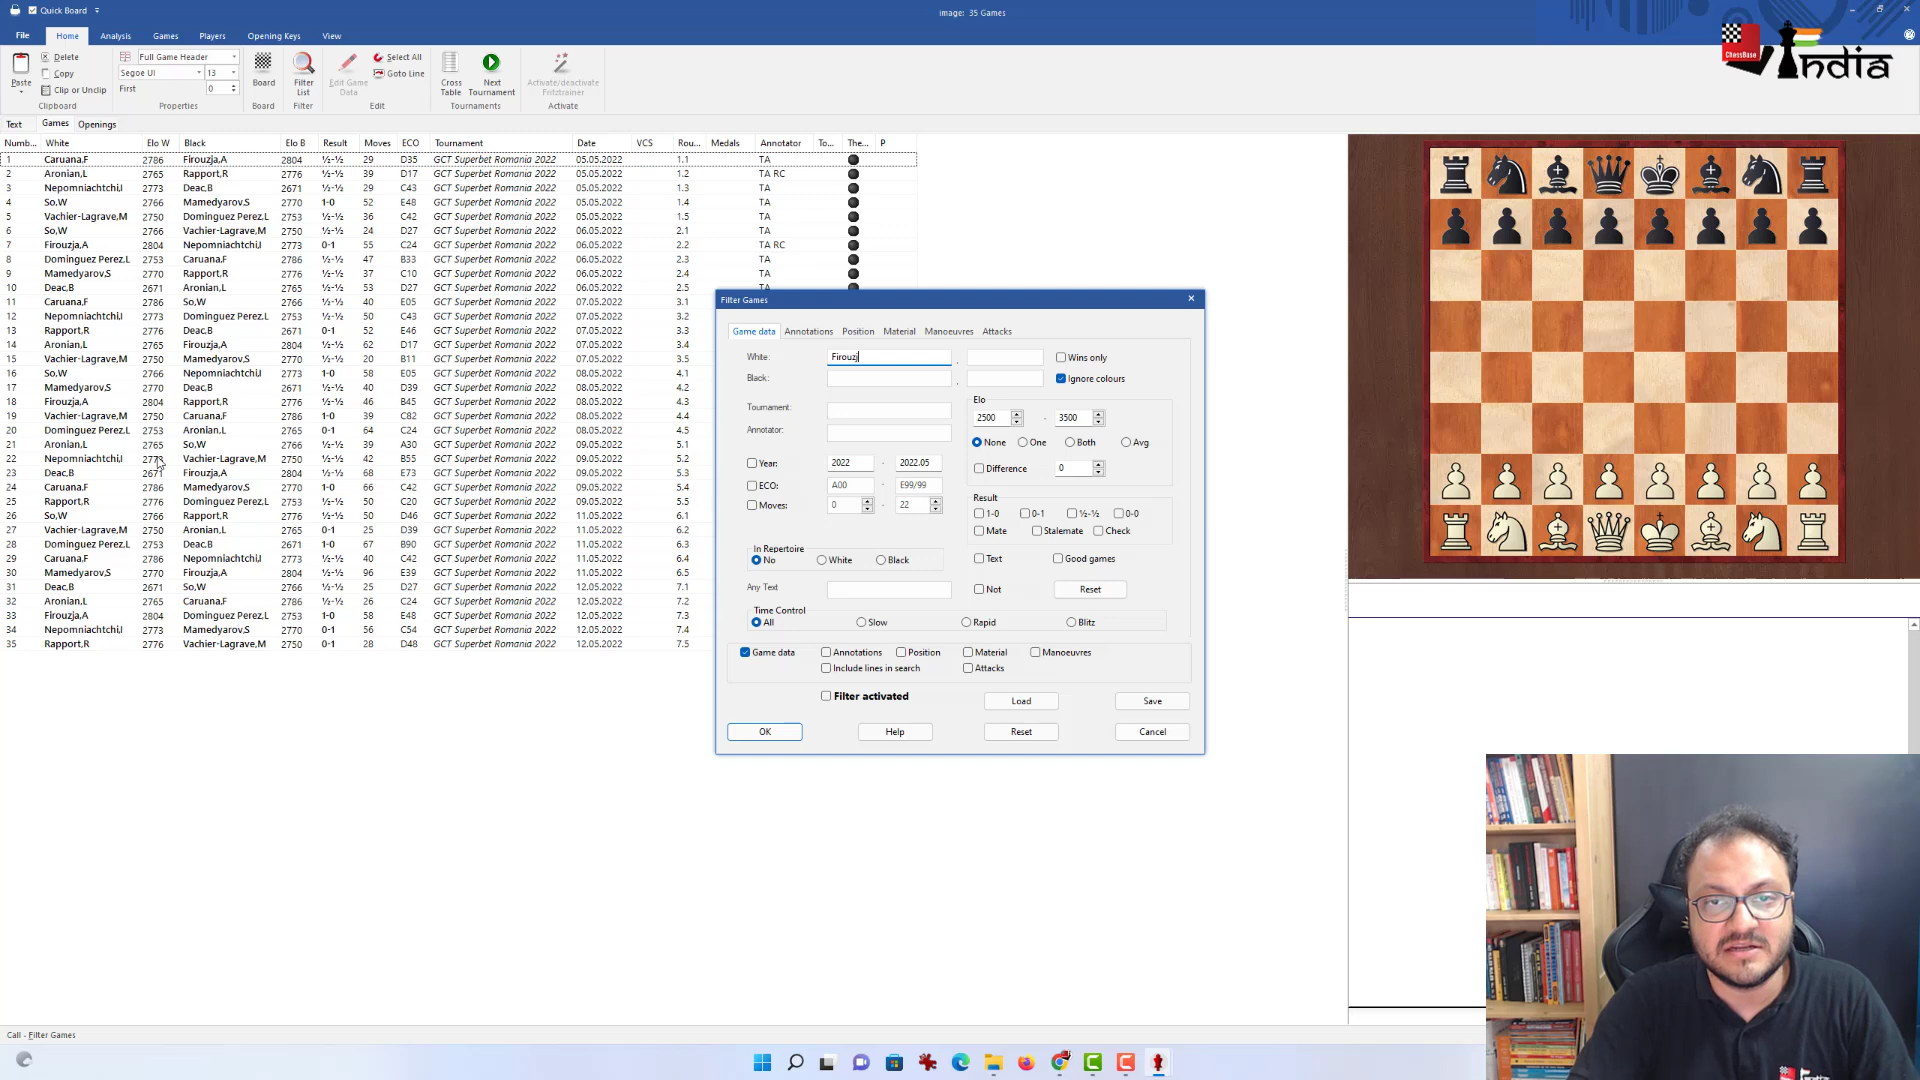 Quick Board
image: 35 Games
File Home Analysis Games Players Opening Keys View
ChessBase India
Paste
Delete
Copy
Clip or Unclip
Clipboard
Full Game Header
Segoe UI 13
First 0
Properties
Board
Board
Filter List
Filter
Edit Game Data
Select All
Goto Line
Edit
Cross Table
Next Tournament
Tournaments
Activate/deactivate Fritztrainer
Activate
Text Games Openings
Numb... White Elo W Black Elo B Result Moves ECO Tournament Date VCS Rou... Medals Annotator To... The... P
1 Caruana,F 2786 Firouzja,A 2804 ½-½ 29 D35 GCT Superbet Romania 2022 05.05.2022 1.1 TA
2 Aronian,L 2765 Rapport,R 2776 ½-½ 39 D17 GCT Superbet Romania 2022 05.05.2022 1.2 TA RC
3 Nepomniachtchi,I 2773 Deac,B 2671 ½-½ 29 C43 GCT Superbet Romania 2022 05.05.2022 1.3 TA
4 So,W 2766 Mamedyarov,S 2770 1-0 52 E48 GCT Superbet Romania 2022 05.05.2022 1.4 TA
5 Vachier-Lagrave,M 2750 Dominguez Perez,L 2753 ½-½ 36 C42 GCT Superbet Romania 2022 05.05.2022 1.5 TA
6 So,W 2766 Vachier-Lagrave,M 2750 ½-½ 24 D27 GCT Superbet Romania 2022 06.05.2022 2.1 TA
7 Firouzja,A 2804 Nepomniachtchi,I 2773 0-1 55 C24 GCT Superbet Romania 2022 06.05.2022 2.2 TA RC
8 Dominguez Perez,L 2753 Caruana,F 2786 ½-½ 47 B33 GCT Superbet Romania 2022 06.05.2022 2.3 TA
9 Mamedyarov,S 2770 Rapport,R 2776 ½-½ 37 C10 GCT Superbet Romania 2022 06.05.2022 2.4 TA
10 Deac,B 2671 Aronian,L 2765 ½-½ 53 D27 GCT Superbet Romania 2022 06.05.2022 2.5 TA
11 Caruana,F 2786 So,W 2766 ½-½ 40 E05 GCT Superbet Romania 2022 07.05.2022 3.1
12 Nepomniachtchi,I 2773 Dominguez Perez,L 2753 ½-½ 50 C43 GCT Superbet Romania 2022 07.05.2022 3.2
13 Rapport,R 2776 Deac,B 2671 0-1 52 E46 GCT Superbet Romania 2022 07.05.2022 3.3
14 Aronian,L 2765 Firouzja,A 2804 ½-½ 62 D17 GCT Superbet Romania 2022 07.05.2022 3.4
15 Vachier-Lagrave,M 2750 Mamedyarov,S 2770 ½-½ 20 B11 GCT Superbet Romania 2022 07.05.2022 3.5
16 So,W 2766 Nepomniachtchi,I 2773 1-0 58 E05 GCT Superbet Romania 2022 08.05.2022 4.1
17 Mamedyarov,S 2770 Deac,B 2671 ½-½ 40 D39 GCT Superbet Romania 2022 08.05.2022 4.2
18 Firouzja,A 2804 Rapport,R 2776 ½-½ 46 B45 GCT Superbet Romania 2022 08.05.2022 4.3
19 Vachier-Lagrave,M 2750 Caruana,F 2786 1-0 39 C82 GCT Superbet Romania 2022 08.05.2022 4.4
20 Dominguez Perez,L 2753 Aronian,L 2765 0-1 64 C24 GCT Superbet Romania 2022 08.05.2022 4.5
21 Aronian,L 2765 So,W 2766 ½-½ 39 A30 GCT Superbet Romania 2022 09.05.2022 5.1
22 Nepomniachtchi,I Vachier-Lagrave,M 2750 ½-½ 42 B55 GCT Superbet Romania 2022 09.05.2022 5.2
23 Deac,B 2671 Firouzja,A 2804 ½-½ 68 E73 GCT Superbet Romania 2022 09.05.2022 5.3
24 Caruana,F 2786 Mamedyarov,S 2770 1-0 66 C42 GCT Superbet Romania 2022 09.05.2022 5.4
25 Rapport,R 2776 Dominguez Perez,L 2753 ½-½ 50 C20 GCT Superbet Romania 2022 09.05.2022 5.5
26 So,W 2766 Rapport,R 2776 ½-½ 50 D46 GCT Superbet Romania 2022 11.05.2022 6.1
27 Vachier-Lagrave,M 2750 Aronian,L 2765 0-1 25 D39 GCT Superbet Romania 2022 11.05.2022 6.2
28 Dominguez Perez,L 2753 Deac,B 2671 1-0 67 B90 GCT Superbet Romania 2022 11.05.2022 6.3
29 Caruana,F 2786 Nepomniachtchi,I 2773 ½-½ 40 C42 GCT Superbet Romania 2022 11.05.2022 6.4
30 Mamedyarov,S 2770 Firouzja,A 2804 ½-½ 96 E39 GCT Superbet Romania 2022 11.05.2022 6.5
31 Deac,B 2671 So,W 2766 ½-½ 25 D27 GCT Superbet Romania 2022 12.05.2022 7.1
32 Aronian,L 2765 Caruana,F 2786 ½-½ 26 C24 GCT Superbet Romania 2022 12.05.2022 7.2
33 Firouzja,A 2804 Dominguez Perez,L 2753 1-0 58 E48 GCT Superbet Romania 2022 12.05.2022 7.3
34 Nepomniachtchi,I 2773 Mamedyarov,S 2770 0-1 56 C54 GCT Superbet Romania 2022 12.05.2022 7.4
35 Rapport,R 2776 Vachier-Lagrave,M 2750 0-1 28 D48 GCT Superbet Romania 2022 12.05.2022 7.5
Filter Games
Game data Annotations Position Material Manoeuvres Attacks
White: Firouzj , Wins only
Black: , Ignore colours
Tournament:
Annotator:
Elo
2500 - 3500
None One Both Avg
Difference 0
Year: 2022 - 2022.05
ECO: A00 - E99/99
Moves: 0 - 22
Result
1-0 0-1 ½-½ 0-0
Mate Stalemate Check
In Repertoire
No White Black
Text Good games
Any Text Not Reset
Time Control
All Slow Rapid Blitz
Game data Annotations Position Material Manoeuvres
Include lines in search Attacks
Filter activated Load Save
OK Help Reset Cancel
Call - Filter Games